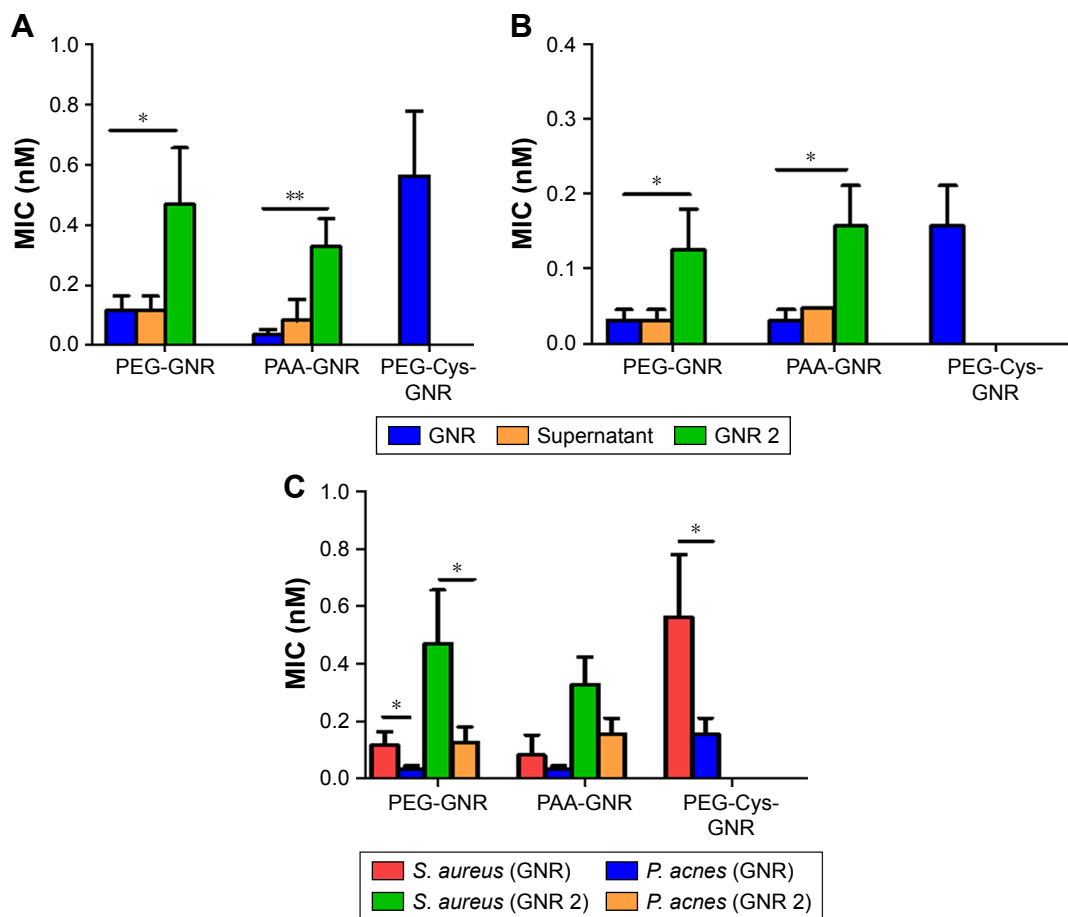 A
MIC (nM)
1.0
0.8
0.6
0.4
0.2
0.0
*
**
PEG-GNR
PAA-GNR
PEG-Cys-
GNR
B
MIC (nM)
0.4
0.3
0.2
0.1
0.0
*
*
PEG-GNR
PAA-GNR
PEG-Cys-
GNR
GNR Supernatant GNR 2
C
MIC (nM)
1.0
0.8
0.6
0.4
0.2
0.0
*
*
*
PEG-GNR
PAA-GNR
PEG-Cys-
GNR
S. aureus (GNR) P. acnes (GNR)
S. aureus (GNR 2) P. acnes (GNR 2)